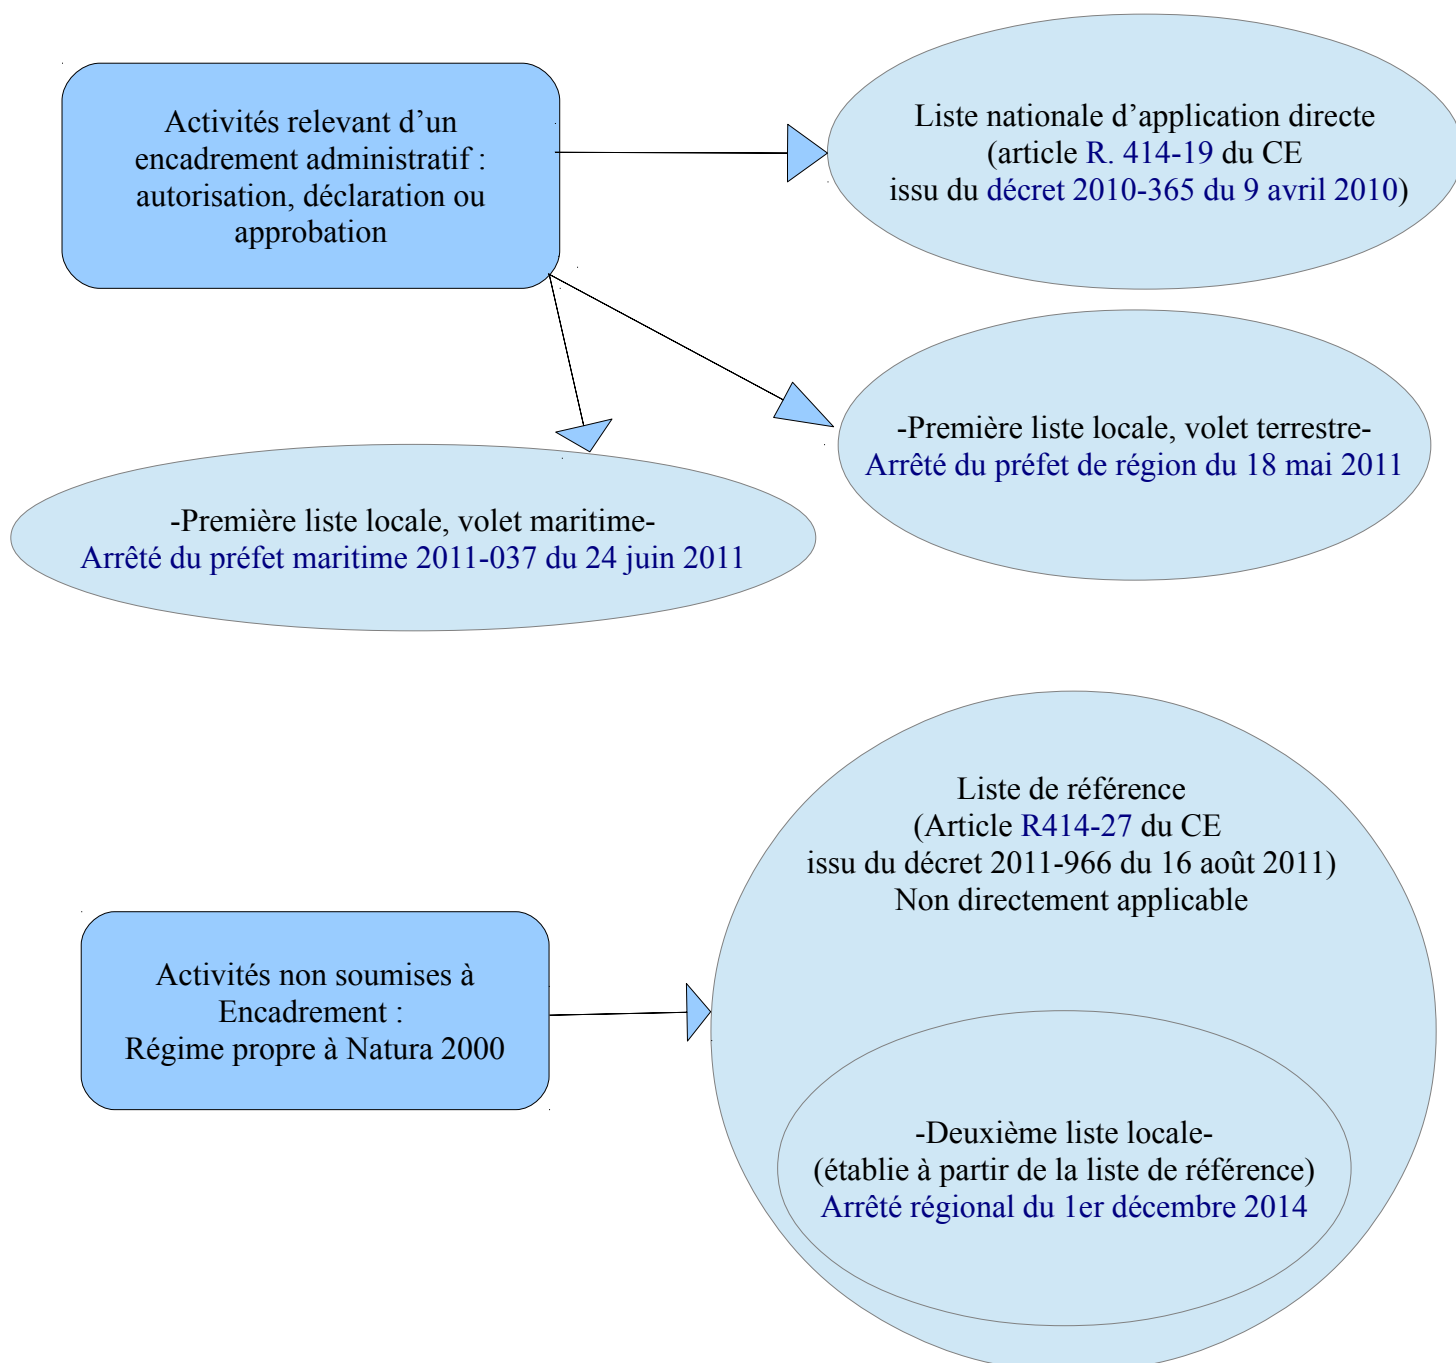 Activités relevant d’un
encadrement administratif :
autorisation, déclaration ou
approbation
Liste nationale d’application directe
(article R. 414-19 du CE
issu du décret 2010-365 du 9 avril 2010)
-Première liste locale, volet terrestre-
Arrêté du préfet de région du 18 mai 2011
-Première liste locale, volet maritime-
Arrêté du préfet maritime 2011-037 du 24 juin 2011
Liste de référence
(Article R414-27 du CE
issu du décret 2011-966 du 16 août 2011)
Non directement applicable
Activités non soumises à
Encadrement :
Régime propre à Natura 2000
-Deuxième liste locale-
(établie à partir de la liste de référence)
Arrêté régional du 1er décembre 2014